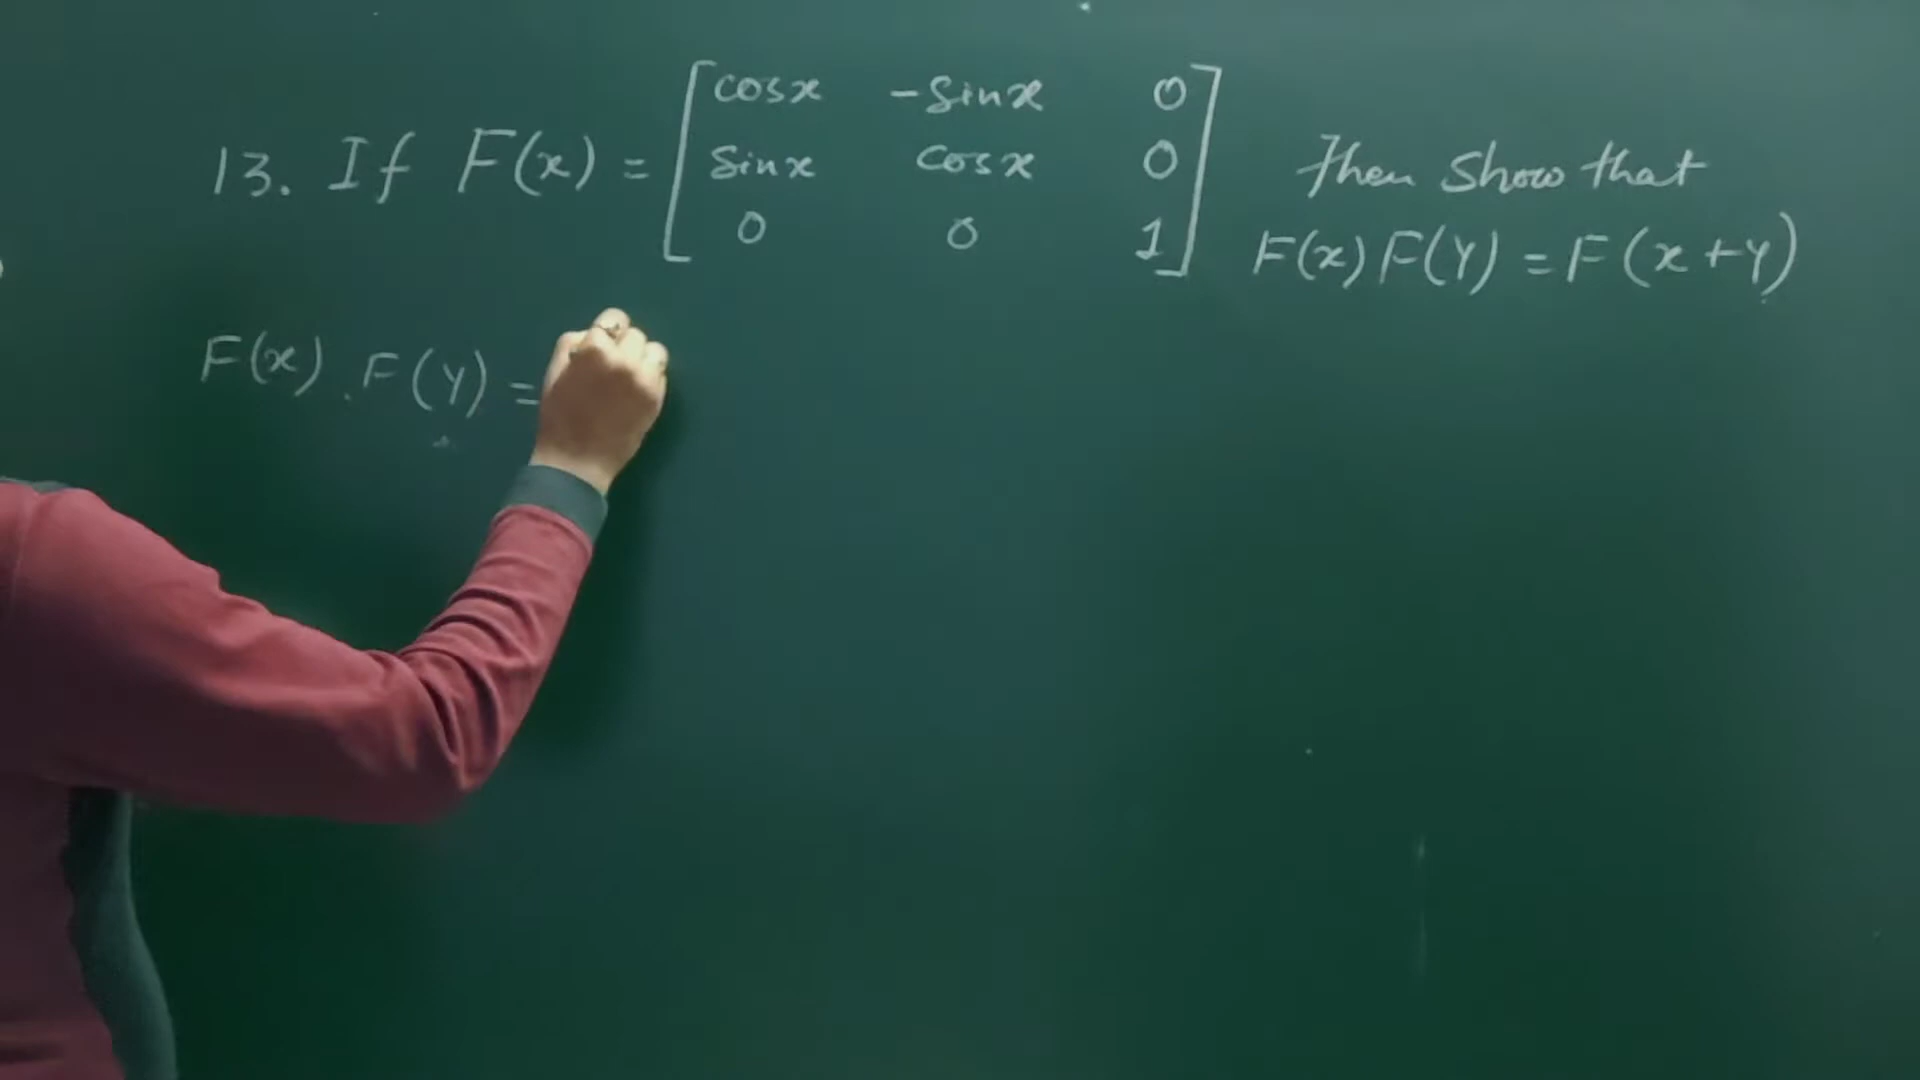 13. If F(x) = [cosx -sinx 0
sinx cosx 0
0 0 1] Then Show that
F(x) F(Y) = F(x+y)
F(x) . F(Y) =